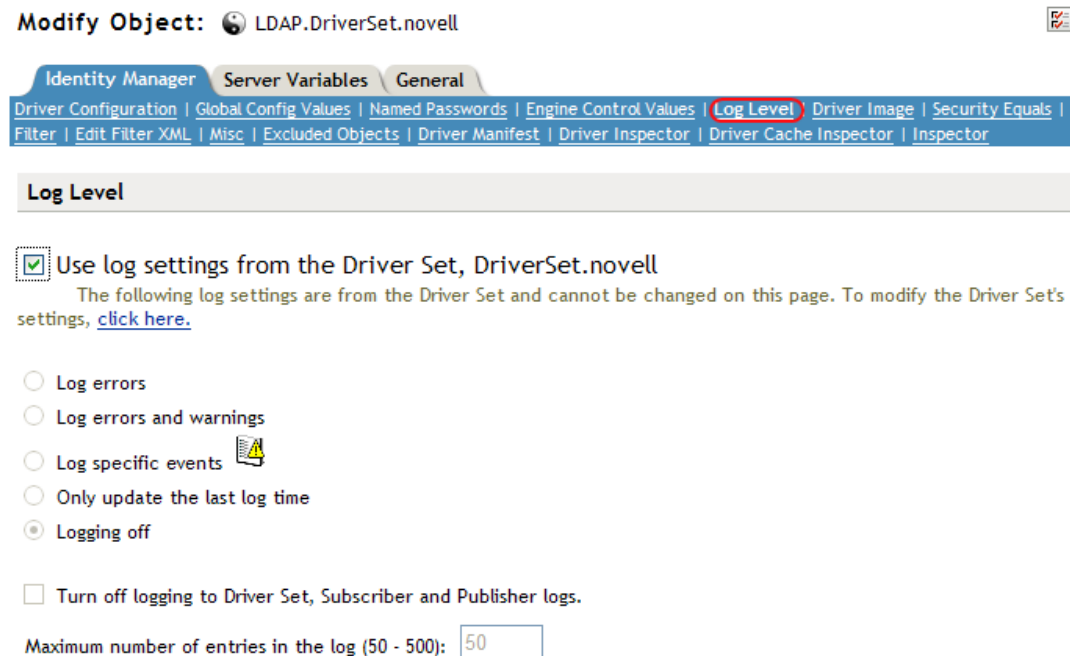 Modify Object: LDAP.DriverSet.novell
Identity Manager Server Variables General
Driver Configuration | Global Config Values | Named Passwords | Engine Control Values | Log Level | Driver Image | Security Equals |
Filter | Edit Filter XML | Misc | Excluded Objects | Driver Manifest | Driver Inspector | Driver Cache Inspector | Inspector
Log Level
Use log settings from the Driver Set, DriverSet.novell
The following log settings are from the Driver Set and cannot be changed on this page. To modify the Driver Set's
settings, click here.
Log errors
Log errors and warnings
Log specific events
Only update the last log time
Logging off
Turn off logging to Driver Set, Subscriber and Publisher logs.
Maximum number of entries in the log (50 - 500): 50